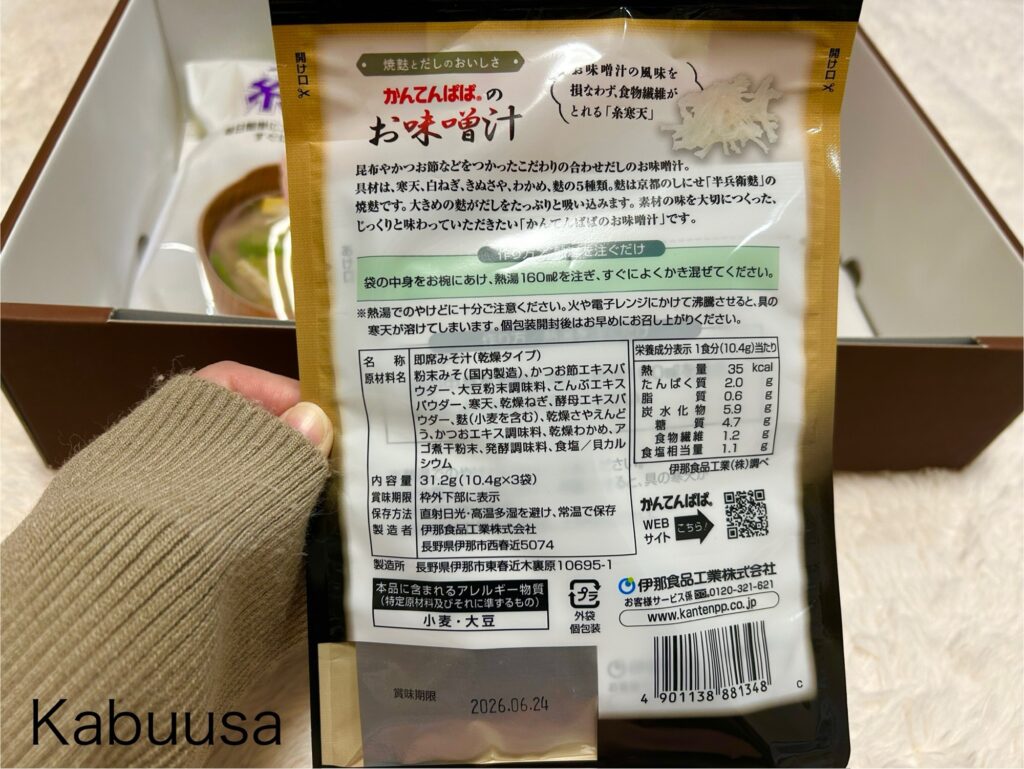 開け口
開け口
焼麩とだしのおいしさ
かんてんぱぱ®の
お味噌汁
お味噌汁の風味を
損なわず、食物繊維が
とれる「糸寒天」
昆布やかつお節などをつかったこだわりの合わせだしのお味噌汁。
具材は、寒天、白ねぎ、きぬさや、わかめ、麩の5種類。麩は京都のしにせ「半兵衛麩」の
焼麩です。大きめの麩がだしをたっぷりと吸い込みます。素材の味を大切につくった、
じっくりと味わっていただきたい「かんてんぱぱのお味噌汁」です。
袋の中身をお椀にあけ、熱湯160mlを注ぎ、すぐによくかき混ぜてください。
※熱湯でのやけどに十分ご注意ください。火や電子レンジにかけて沸騰させると、具の
寒天が溶けてしまいます。個包装開封後はお早めにお召し上がりください。
名称 即席みそ汁(乾燥タイプ)
原材料名 粉末みそ(国内製造)、かつお節エキスパ
ウダー、大豆粉末調味料、こんぶエキス
パウダー、寒天、乾燥ねぎ、酵母エキスパウ
ダー、麩(小麦を含む)、乾燥さやえんど
う、かつおエキス調味料、乾燥わかめ、ア
ゴ煮干粉末、発酵調味料、食塩/貝カル
シウム
内容量 31.2g(10.4g×3袋)
賞味期限 枠外下部に表示
保存方法 直射日光・高温多湿を避け、常温で保存
製造者 伊那食品工業株式会社
長野県伊那市西春近5074
製造所 長野県伊那市東春近木裏原10695-1
栄養成分表示 1食分(10.4g)当たり
熱量 35 kcal
たんぱく質 2.0 g
脂質 0.6 g
炭水化物 5.9 g
糖質 4.7 g
食物繊維 1.2 g
食塩相当量 1.1 g
伊那食品工業(株)調べ
かんてんぱぱ®
WEB
サイト
こちら!
本品に含まれるアレルギー物質
(特定原材料及びそれに準ずるもの)
小麦・大豆
プラ
外袋
個包装
伊那食品工業株式会社
お客様サービス係 0120-321-621
www.kantenpp.co.jp
4 901138 881348
C
賞味期限
2026.06.24
Kabuusa